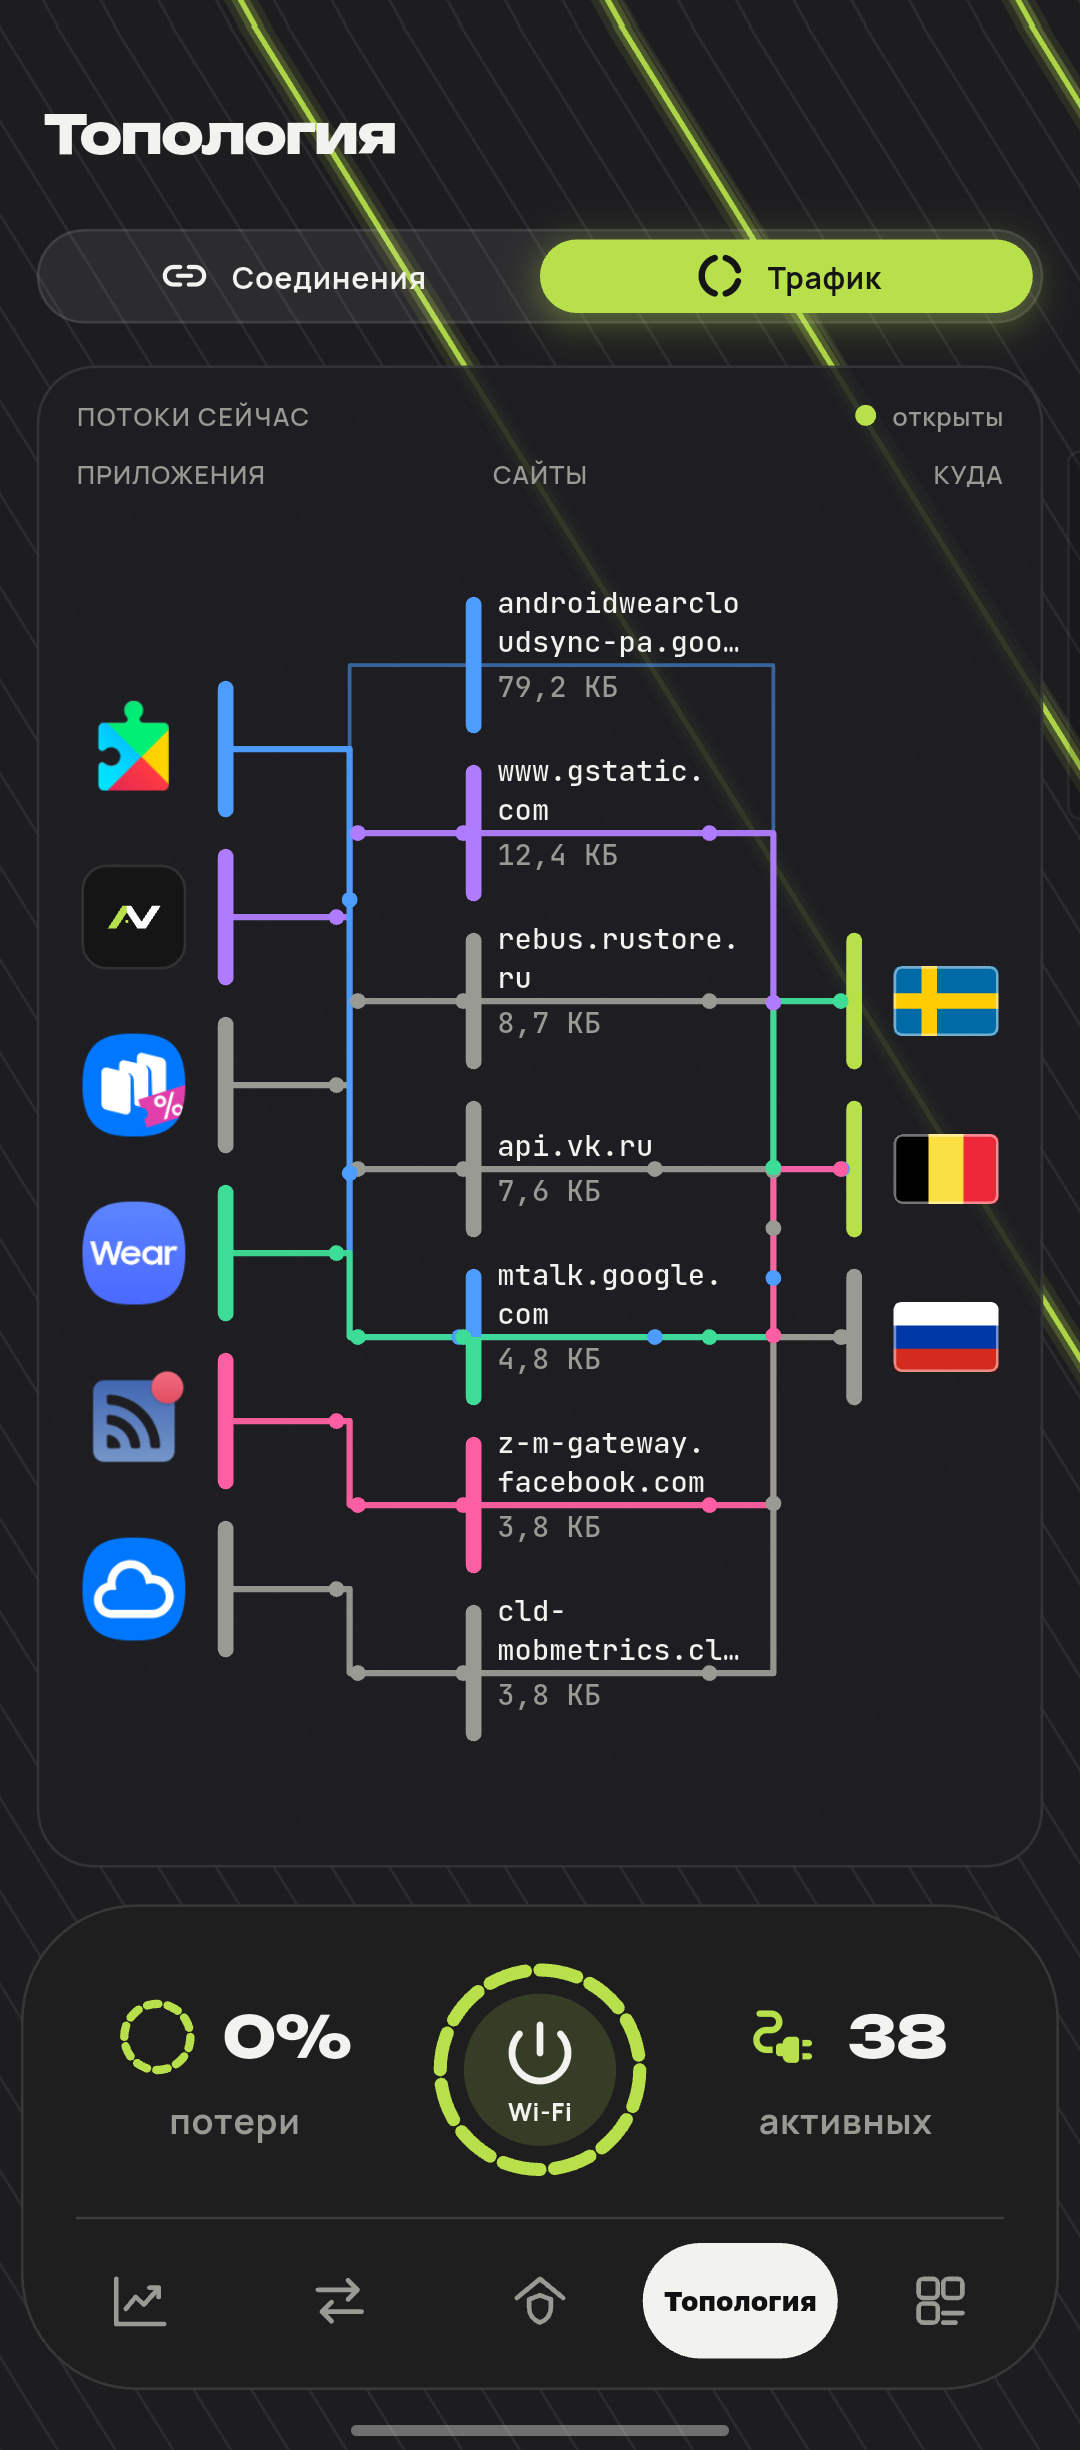 Топология
Соединения
Трафик
ПОТОКИ СЕЙЧАС
открыты
ПРИЛОЖЕНИЯ
САЙТЫ
КУДА
androidwearclo
udsync-pa.goo…
79,2 КБ
www.gstatic.
com
12,4 КБ
rebus.rustore.
ru
8,7 КБ
%
api.vk.ru
7,6 КБ
Wear
mtalk.google.
com
4,8 КБ
z-m-gateway.
facebook.com
3,8 КБ
cld-
mobmetrics.cl…
3,8 КБ
0%
потери
Wi-Fi
38
активных
Топология